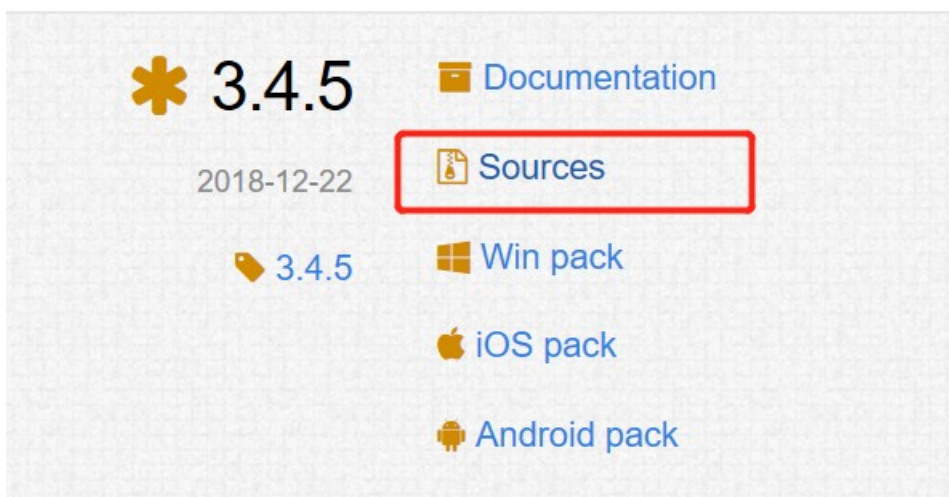 3.4.5
2018-12-22
3.4.5
Documentation
Sources
Win pack
iOS pack
Android pack